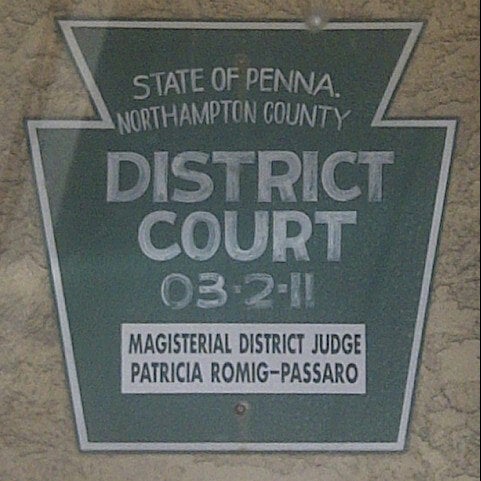 STATE OF PENNA.
NORTHAMPTON COUNTY
DISTRICT
COURT
03-2-11
MAGISTERIAL DISTRICT JUDGE
PATRICIA ROMIG-PASSARO